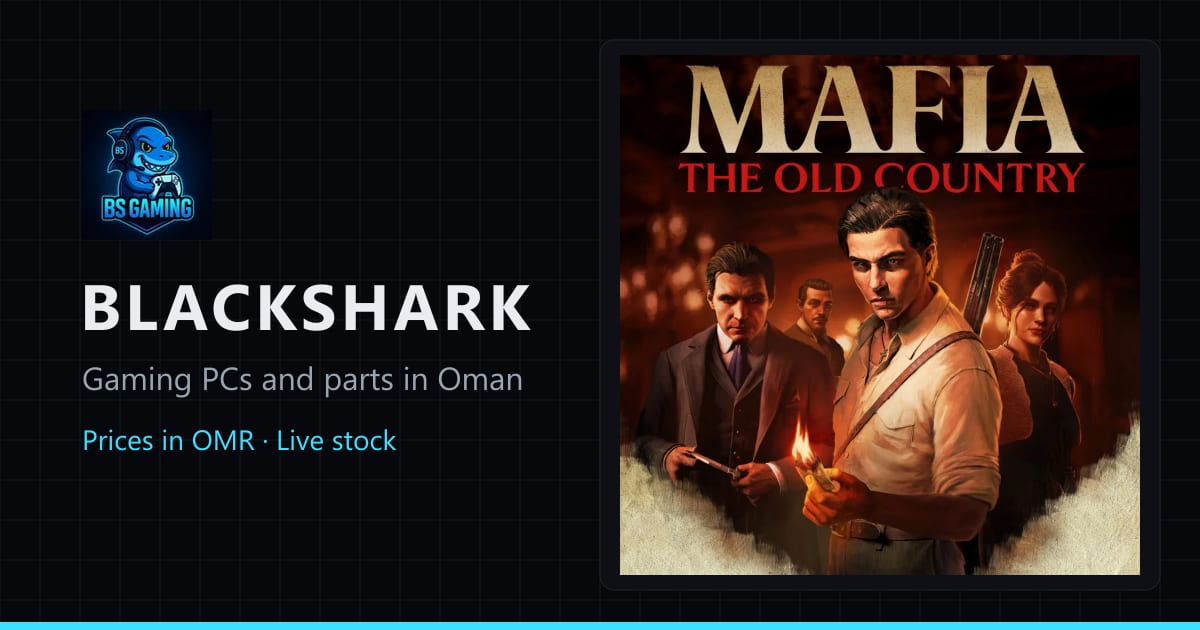 BS
BS GAMING
BLACKSHARK
Gaming PCs and parts in Oman
Prices in OMR · Live stock
MAFIA
THE OLD COUNTRY